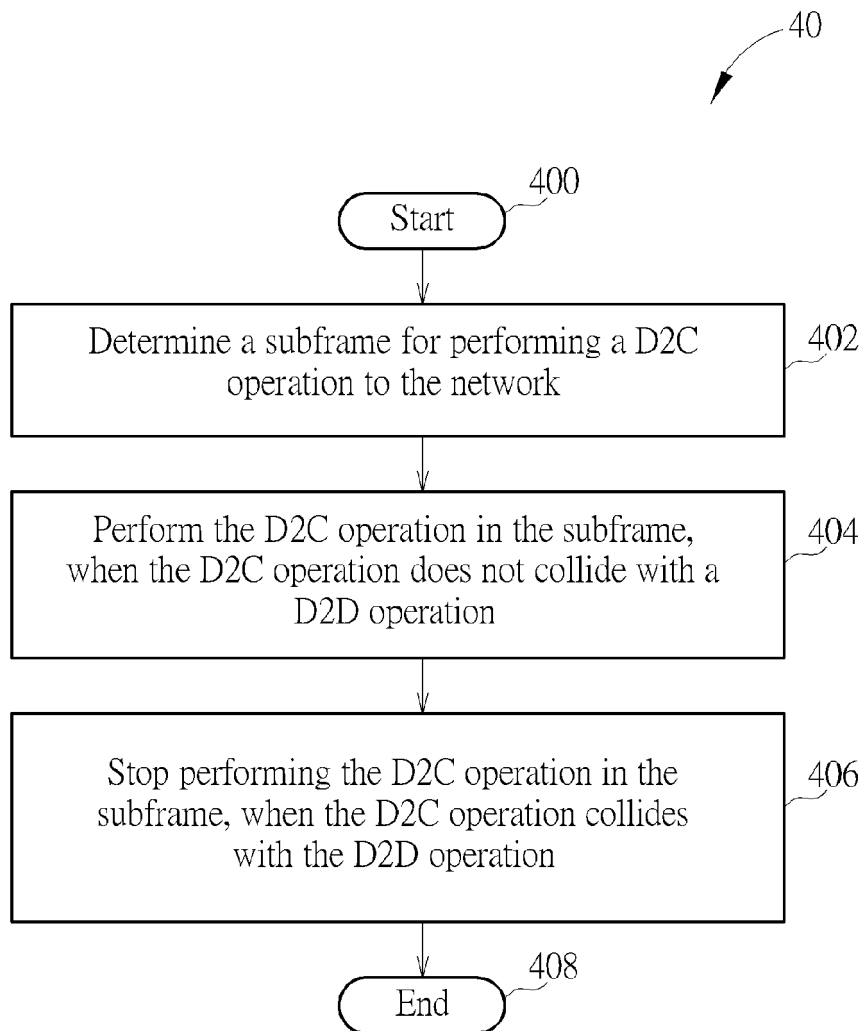 40
400
Start
Determine a subframe for performing a D2C
operation to the network
402
Perform the D2C operation in the subframe,
when the D2C operation does not collide with a
D2D operation
404
Stop performing the D2C operation in the
subframe, when the D2C operation collides
with the D2D operation
406
End
408